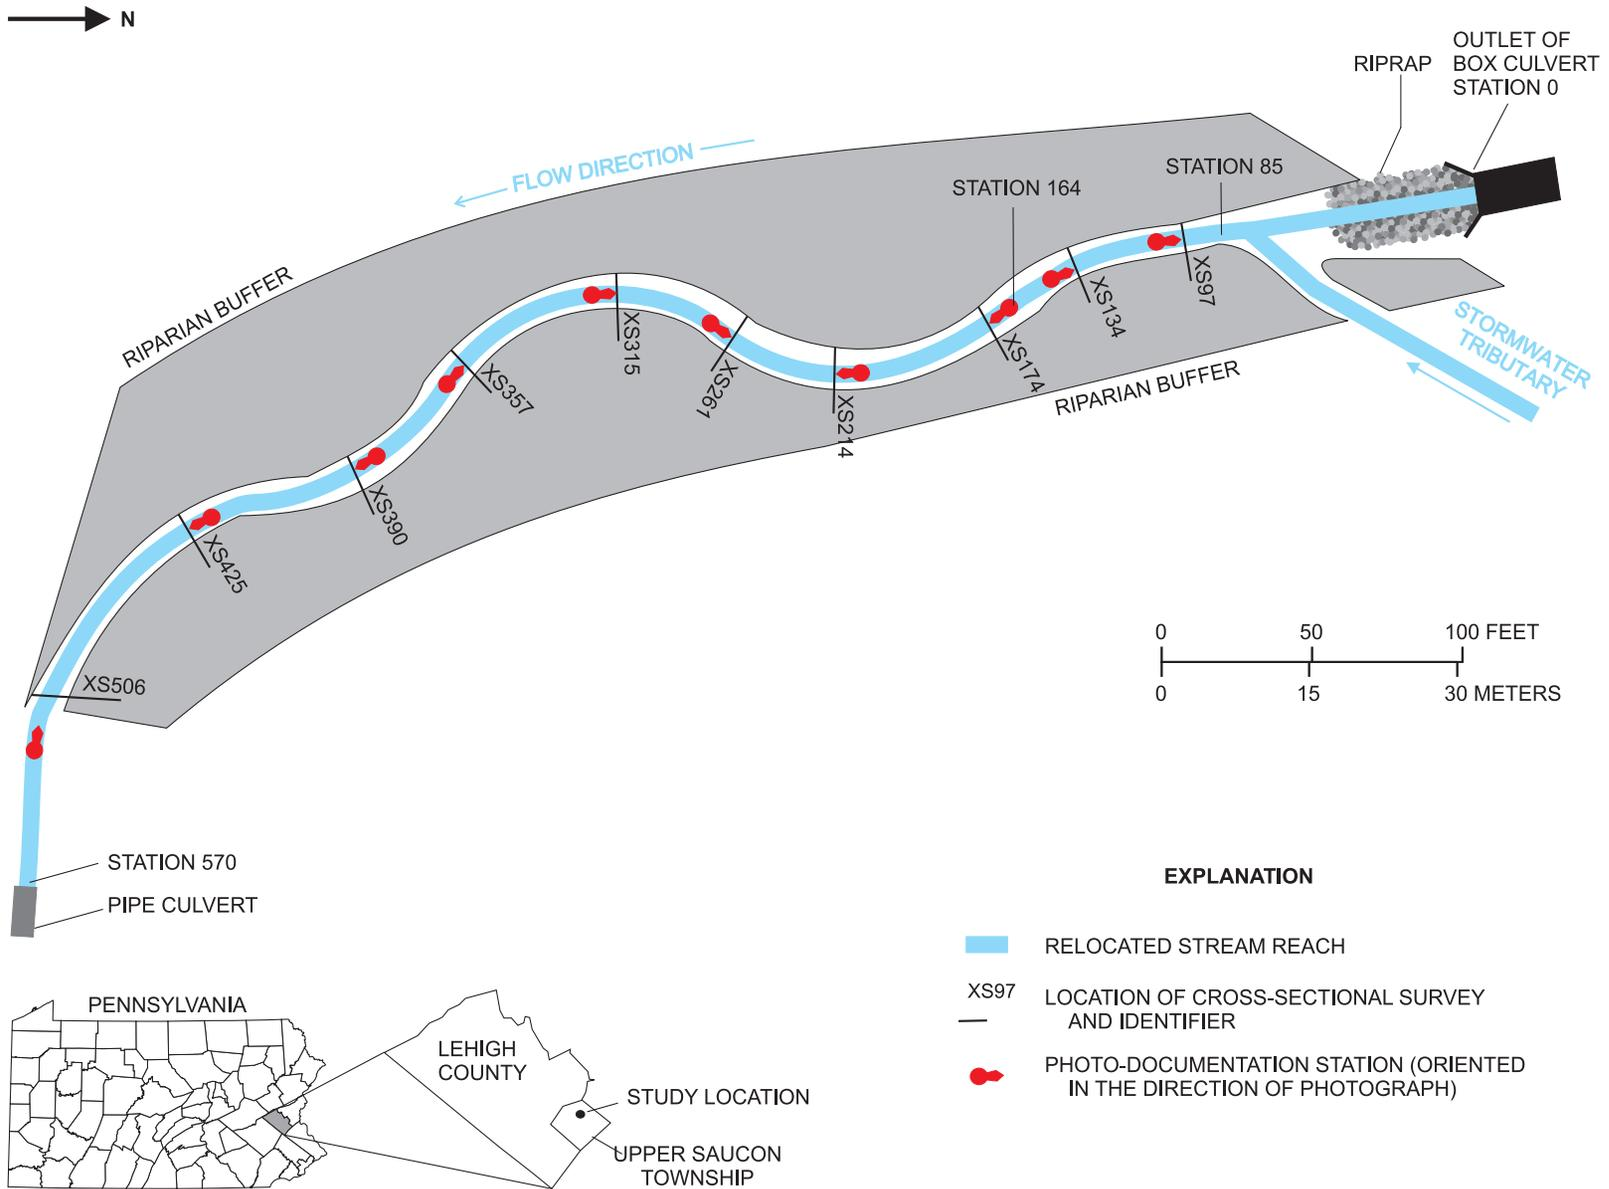 N
OUTLET OF
BOX CULVERT
STATION 0
RIPRAP
FLOW DIRECTION
STATION 85
STATION 164
RIPARIAN BUFFER
XS97
XS134
XS174
XS214
XS261
XS315
XS357
XS390
XS425
XS506
RIPARIAN BUFFER
STORMWATER
TRIBUTARY
0 50 100 FEET
0 15 30 METERS
STATION 570
PIPE CULVERT
EXPLANATION
RELOCATED STREAM REACH
XS97 LOCATION OF CROSS-SECTIONAL SURVEY
AND IDENTIFIER
PHOTO-DOCUMENTATION STATION (ORIENTED
IN THE DIRECTION OF PHOTOGRAPH)
PENNSYLVANIA
LEHIGH
COUNTY
STUDY LOCATION
UPPER SAUCON
TOWNSHIP